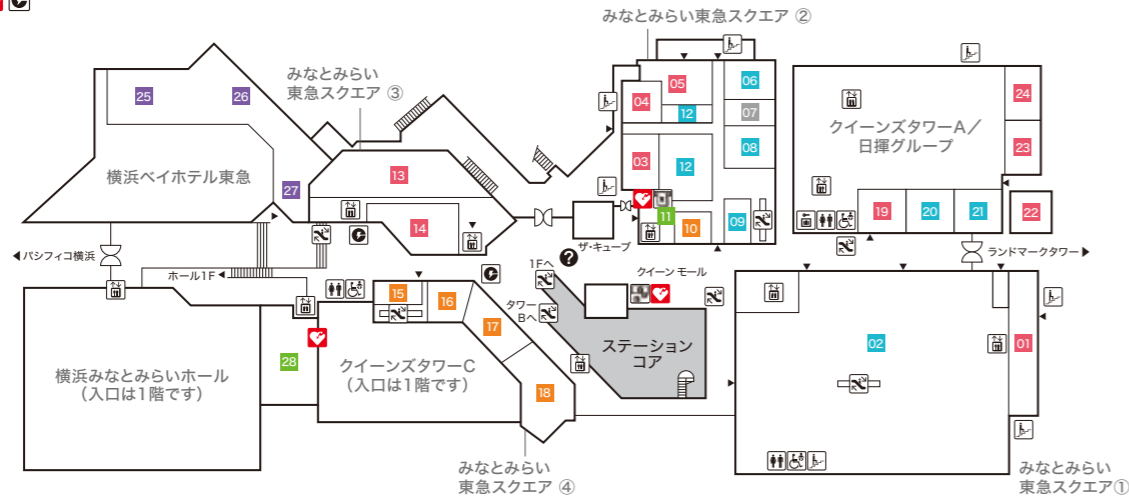 みなとみらい東急スクエア ②
みなとみらい
東急スクエア ③
25
26
横浜ベイホテル東急
27
13
14
05
06
04
12
07
03
12
08
11
10
09
クイーンズタワーA／
日揮グループ
24
23
19
20
21
22
ザ・キューブ
◀パシフィコ横浜
ランドマークタワー▶
ホール1F◀
?
1Fへ
クイーン モール
タワー
Bへ
ステーション
コア
15
16
17
18
28
横浜みなとみらいホール
（入口は1階です）
クイーンズタワーC
（入口は1階です）
02
01
みなとみらい
東急スクエア ④
みなとみらい
東急スクエア①